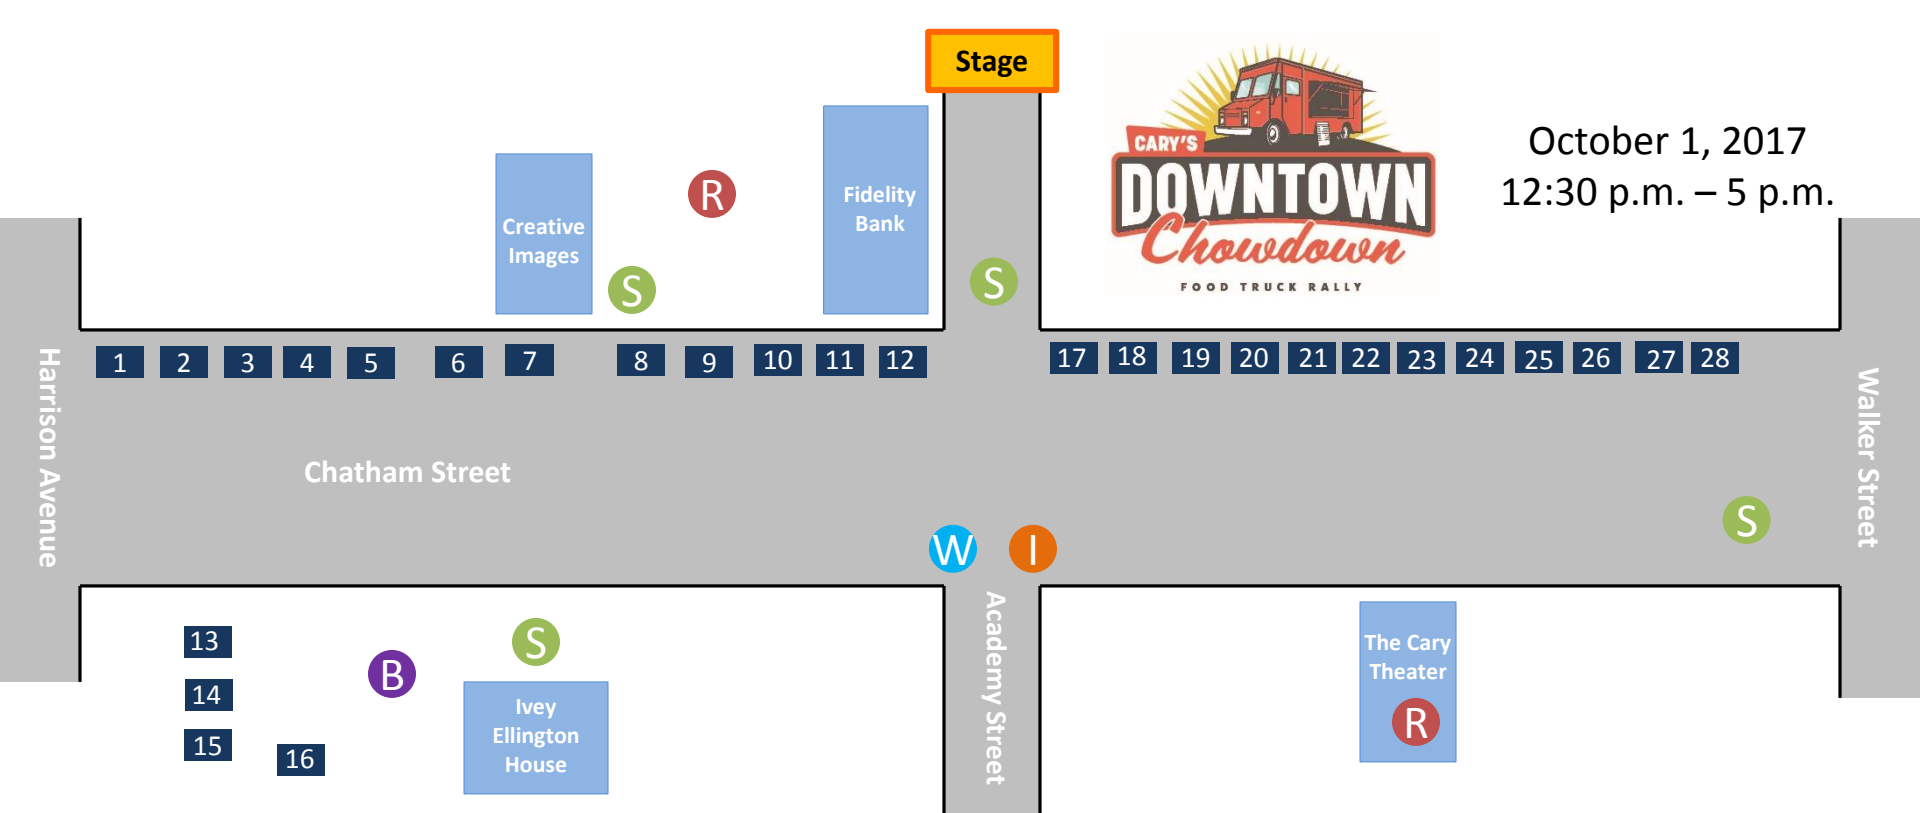 Stage
CARY'S
DOWNTOWN
Chowdown
FOOD TRUCK RALLY
October 1, 2017
12:30 p.m. – 5 p.m.
Creative
Images
R
Fidelity
Bank
S
S
1 2 3 4 5 6 7 8 9 10 11 12
17 18 19 20 21 22 23 24 25 26 27 28
Harrison Avenue
Chatham Street
Walker Street
S
W
I
Academy Street
13
14
15
16
B
S
Ivey
Ellington
House
The Cary
Theater
R